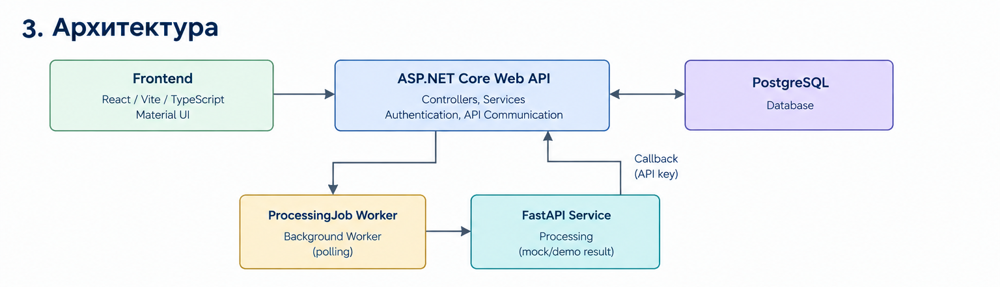 3. Архитектура
Frontend
React / Vite / TypeScript
Material UI
ASP.NET Core Web API
Controllers, Services
Authentication, API Communication
PostgreSQL
Database
Callback
(API key)
ProcessingJob Worker
Background Worker
(polling)
FastAPI Service
Processing
(mock/demo result)